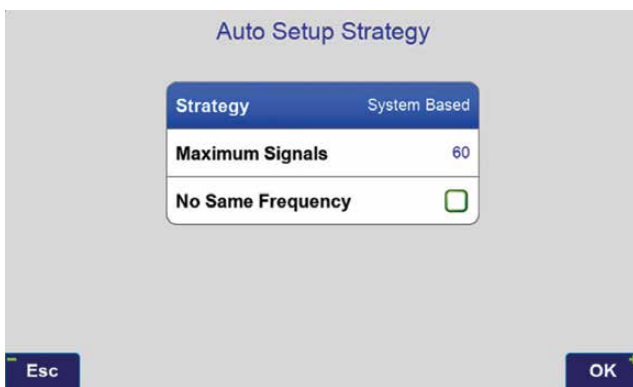 Auto Setup Strategy
Strategy System Based
Maximum Signals 60
No Same Frequency
Esc OK